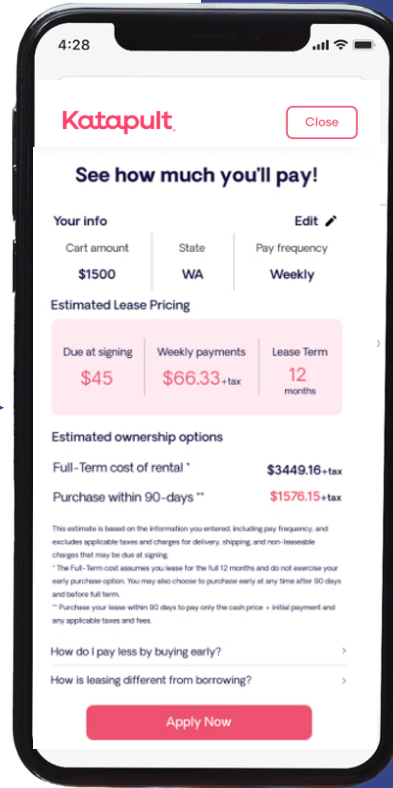 4:28
Katapult
Close
See how much you'll pay!
Your info
Edit
Cart amount
State
Pay frequency
$1500
WA
Weekly
Estimated Lease Pricing
Due at signing
Weekly payments
Lease Term
$45
$66.33+tax
12
months
Estimated ownership options
Full-Term cost of rental *
$3449.16+tax
Purchase within 90-days **
$1576.15+tax
This estimate is based on the information you entered, including pay frequency, and
excludes applicable taxes and charges for delivery, shipping, and non-leaseable
charges that may be due at signing.
* The Full-Term cost assumes you lease for the full 12 months and do not exercise your
early purchase option. You may also choose to purchase early at any time after 90 days
and before full term.
** Purchase your lease within 90 days to pay only the cash price + initial payment and
any applicable taxes and fees.
How do I pay less by buying early?
How is leasing different from borrowing?
Apply Now